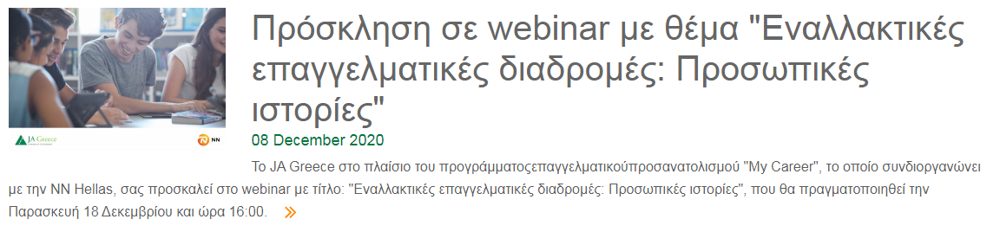 Πρόσκληση σε webinar με θέμα "Εναλλακτικές
επαγγελματικές διαδρομές: Προσωπικές
ιστορίες"
JA Greece
NN
08 December 2020
Το JA Greece στο πλαίσιο του προγράμματοςεπαγγελματικούπροσανατολισμού "My Career", το οποίο συνδιοργανώνει
με την NN Hellas, σας προσκαλεί στο webinar με τίτλο: "Εναλλακτικές επαγγελματικές διαδρομές: Προσωπικές ιστορίες", που θα πραγματοποιηθεί την
Παρασκευή 18 Δεκεμβρίου και ώρα 16:00.